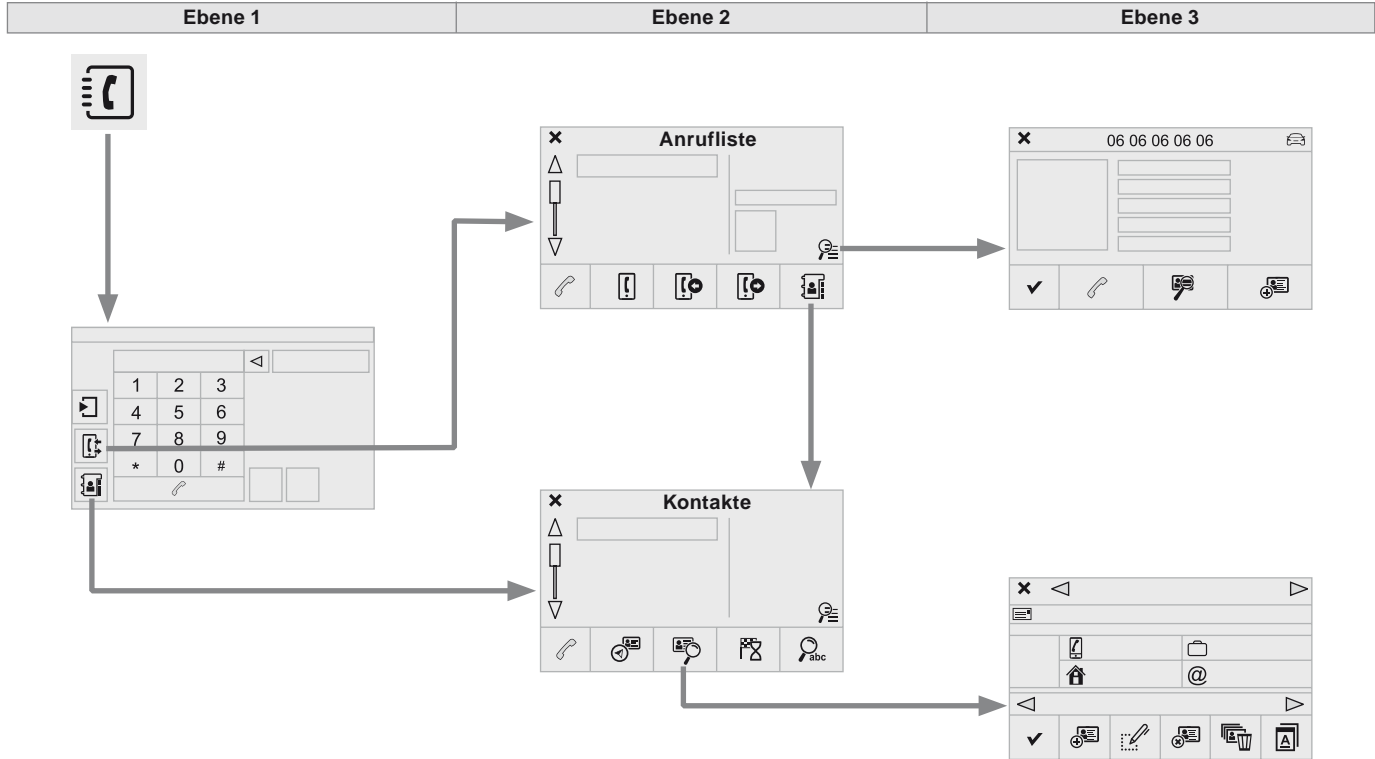 Ebene 1 Ebene 2 Ebene 3
Anrufliste
06 06 06 06 06
1 2 3
4 5 6
7 8 9
* 0 #
Kontakte
abc
@
A